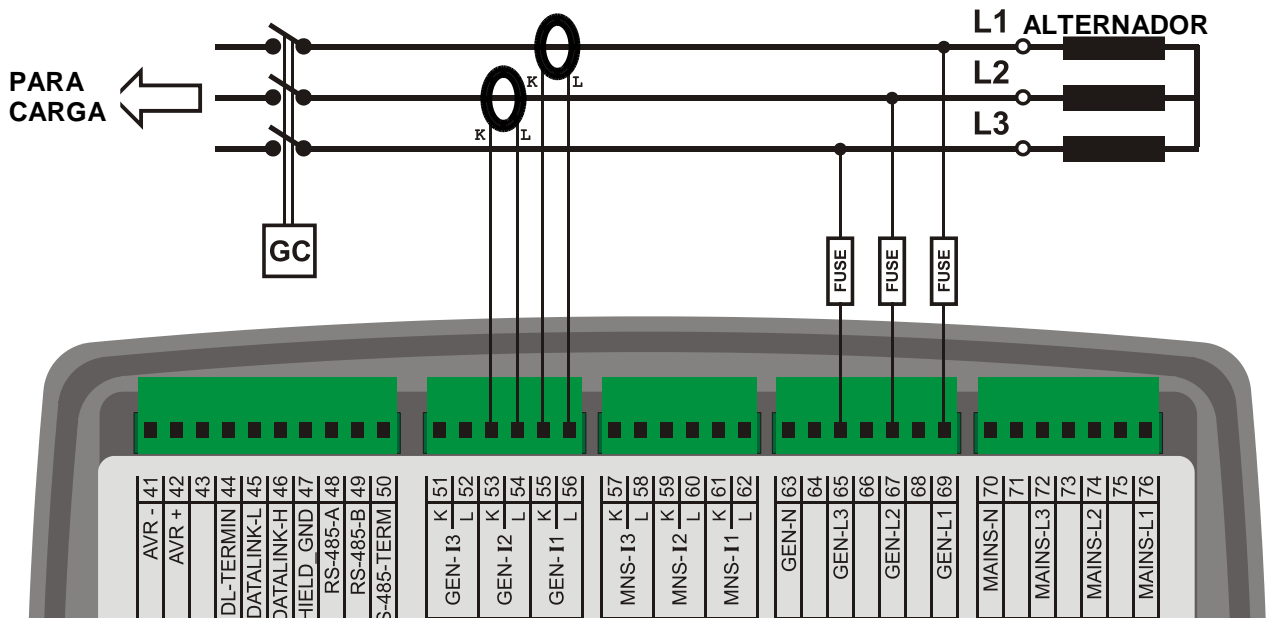 L1 ALTERNADOR
L2
L3
PARA
CARGA
K L
K L
GC
FUSE FUSE FUSE
41 42 43 44 45 46 47 48 49 50
AVR -
AVR +
DL-TERMIN
DATALINK-L
DATALINK-H
HIELD_GND
RS-485-A
RS-485-B
S-485-TERM
51 52 53 54 55 56
K L K L K L
GEN-I3 GEN-I2 GEN-I1
57 58 59 60 61 62
K L K L K L
MNS-I3 MNS-I2 MNS-I1
63 64 65 66 67 68 69
GEN-N
GEN-L3
GEN-L2
GEN-L1
70 71 72 73 74 75 76
MAINS-N
MAINS-L3
MAINS-L2
MAINS-L1